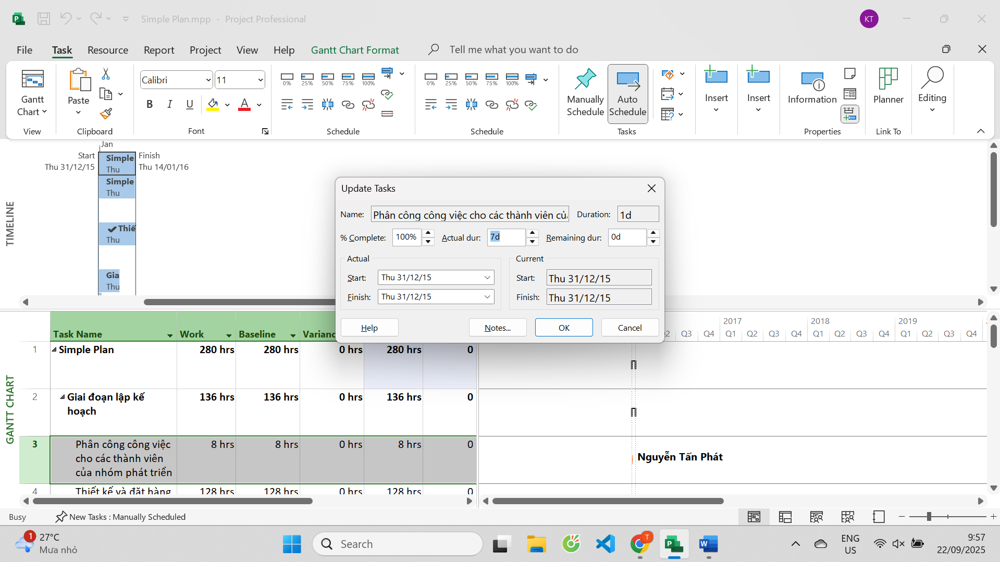 Simple Plan.mpp - Project Professional
KT
File Task Resource Report Project View Help Gantt Chart Format Tell me what you want to do
Gantt
Chart
View
Paste
Clipboard
Calibri 11
B I U A
Font
0% 25% 50% 75% 100%
Schedule
0% 25% 50% 75% 100%
Schedule
Manually
Schedule
Auto
Schedule
Tasks
Insert
Insert
Information
Properties
Planner
Link To
Editing
TIMELINE
Jan
Start
Thu 31/12/15
Simple
Thu
Finish
Thu 14/01/16
Simple
Thu
Thiế
Thu
Gia
Thu
Update Tasks
Name: Phân công công việc cho các thành viên củ Duration: 1d
% Complete: 100% Actual dur: 7d Remaining dur: 0d
Actual
Start: Thu 31/12/15
Finish: Thu 31/12/15
Current
Start: Thu 31/12/15
Finish: Thu 31/12/15
Help Notes... OK Cancel
GANTT CHART
Task Name Work Baseline Varianc
1 Simple Plan 280 hrs 280 hrs 0 hrs 280 hrs 0
2 Giai đoạn lập kế hoạch 136 hrs 136 hrs 0 hrs 136 hrs 0
3 Phân công công việc 8 hrs 8 hrs 0 hrs 8 hrs 0
cho các thành viên
của nhóm phát triển
4 Thiết kế và đặt hàng 128 hrs 128 hrs 0 hrs 128 hrs 0
2017 2018 2019
Q3 Q4 Q1 Q2 Q3 Q4 Q1 Q2 Q3 Q4 Q1 Q2 Q3 Q4
Nguyễn Tấn Phát
Busy New Tasks : Manually Scheduled
1
27°C
Mưa nhỏ
Search
T
ENG
US
9:57
22/09/2025